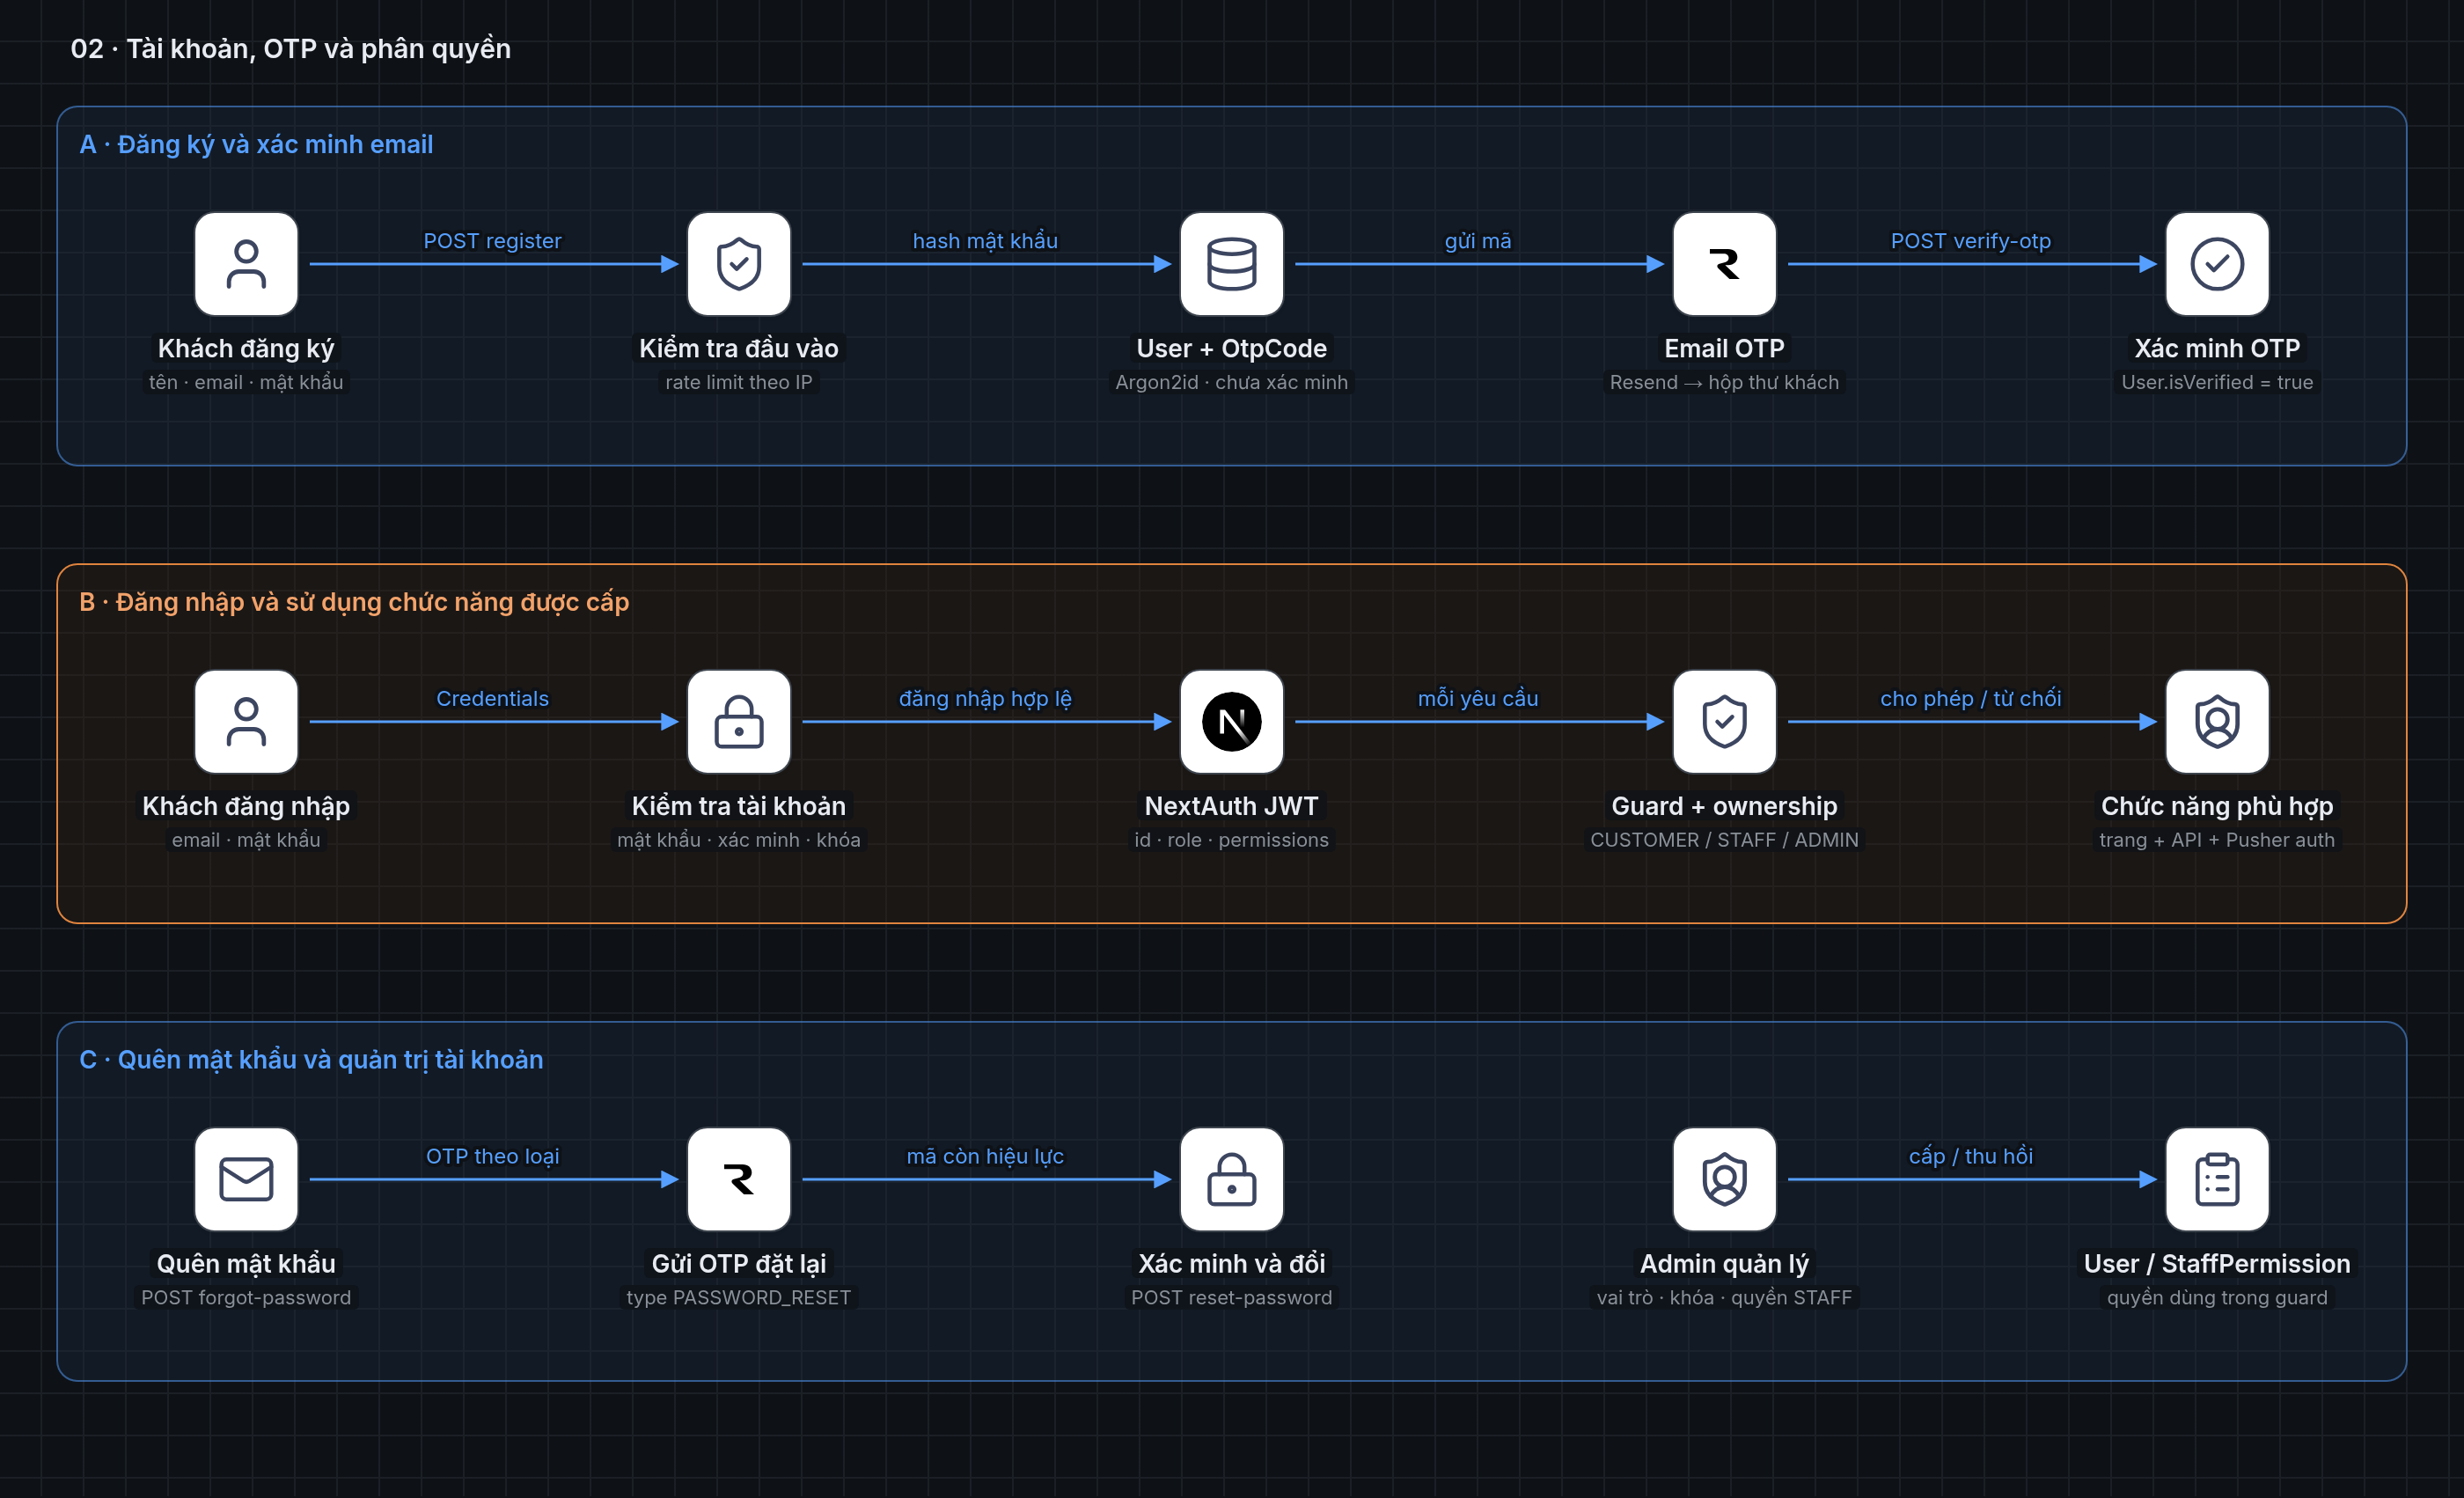 02 · Tài khoản, OTP và phân quyền
A · Đăng ký và xác minh email
POST register
hash mật khẩu
gửi mã
POST verify-otp
Khách đăng ký
tên · email · mật khẩu
Kiểm tra đầu vào
rate limit theo IP
User + OtpCode
Argon2id · chưa xác minh
Email OTP
Resend → hộp thư khách
Xác minh OTP
User.isVerified = true
B · Đăng nhập và sử dụng chức năng được cấp
Credentials
đăng nhập hợp lệ
mỗi yêu cầu
cho phép / từ chối
Khách đăng nhập
email · mật khẩu
Kiểm tra tài khoản
mật khẩu · xác minh · khóa
NextAuth JWT
id · role · permissions
Guard + ownership
CUSTOMER / STAFF / ADMIN
Chức năng phù hợp
trang + API + Pusher auth
C · Quên mật khẩu và quản trị tài khoản
OTP theo loại
mã còn hiệu lực
cấp / thu hồi
Quên mật khẩu
POST forgot-password
Gửi OTP đặt lại
type PASSWORD_RESET
Xác minh và đổi
POST reset-password
Admin quản lý
vai trò · khóa · quyền STAFF
User / StaffPermission
quyền dùng trong guard